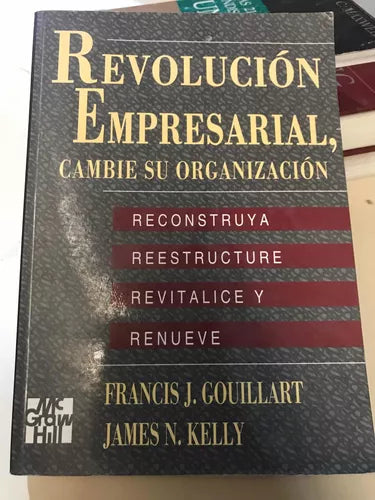 REVOLUCIÓN
EMPRESARIAL,
CAMBIE SU ORGANIZACIÓN
RECONSTRUYA
REESTRUCTURE
REVITALICE Y
RENUEVE
FRANCIS J. GOUILLART
JAMES N. KELLY
Mc
Graw
Hill